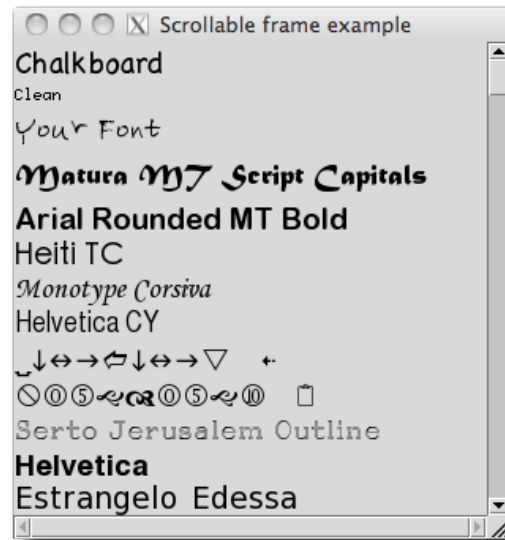 Scrollable frame example
Chalkboard
Clean
Your Font
Matura MT Script Capitals
Arial Rounded MT Bold
Heiti TC
Monotype Corsiva
Helvetica CY
Serto Jerusalem Outline
Helvetica
Estrangelo Edessa